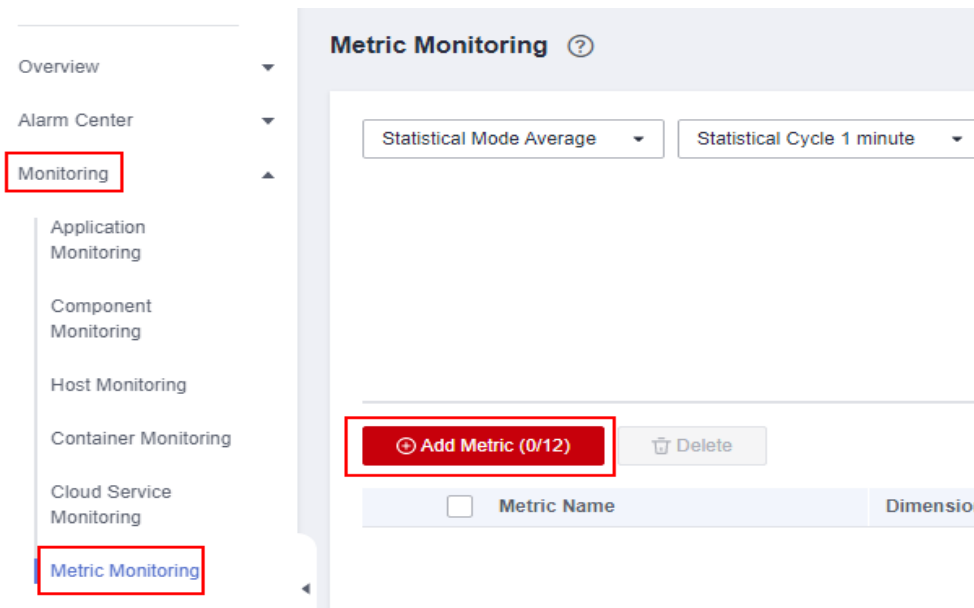 Overview
Alarm Center
Monitoring
Application
Monitoring
Component
Monitoring
Host Monitoring
Container Monitoring
Cloud Service
Monitoring
Metric Monitoring
Metric Monitoring ?
Statistical Mode Average Statistical Cycle 1 minute
Add Metric (0/12) Delete
Metric Name Dimension